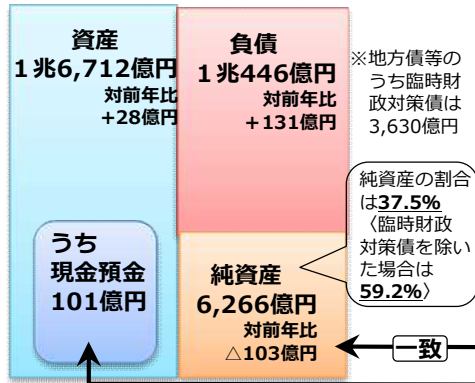 資産
1兆6,712億円
対前年比
+28億円
うち
現金預金
101億円
負債
1兆446億円
対前年比
+131億円
純資産
6,266億円
対前年比
△103億円
※地方債等の
うち臨時財
政対策債は
3,630億円
純資産の割合
は37.5%
〈臨時財政
対策債を除い
た場合は
59.2%〉
一致